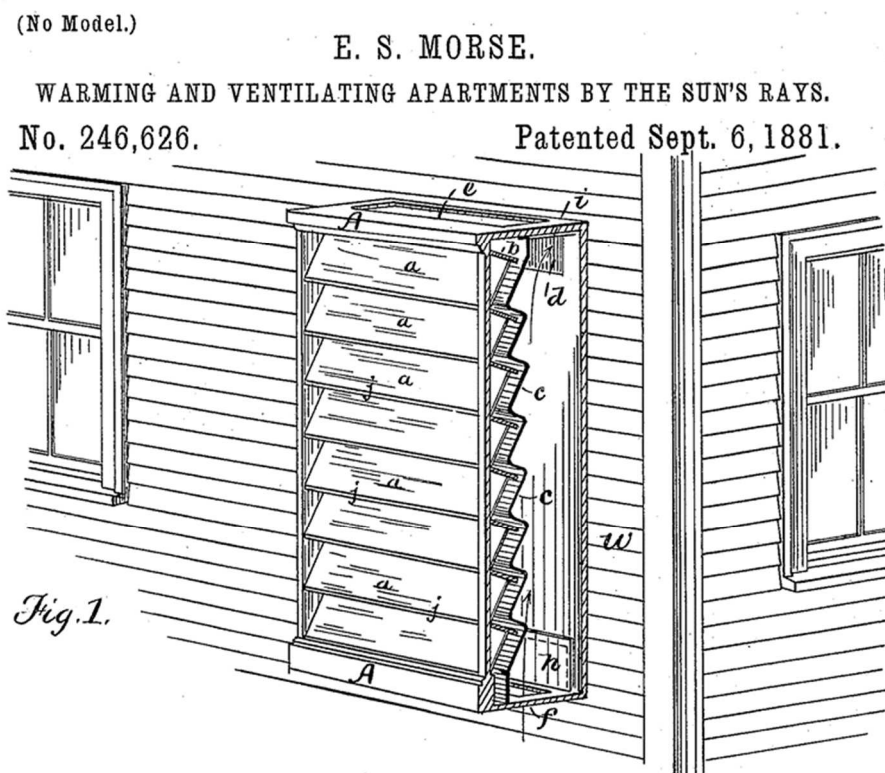 (No Model.)
E. S. MORSE.
WARMING AND VENTILATING APARTMENTS BY THE SUN'S RAYS.
No. 246,626.
Patented Sept. 6, 1881.
e
i
A
b
a
d
a
a
j
c
a
j
c
W
a
j
Fig. 1.
n
A
f